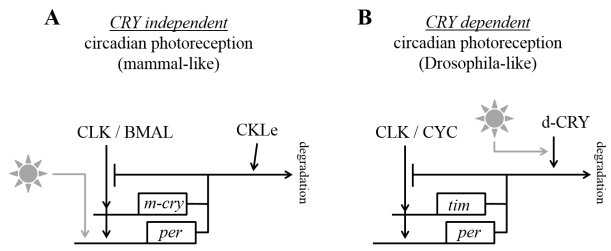 A
CRY independent
circadian photoreception
(mammal-like)
CLK / BMAL
CKLe
degradation
m-cry
per
B
CRY dependent
circadian photoreception
(Drosophila-like)
CLK / CYC
d-CRY
degradation
tim
per